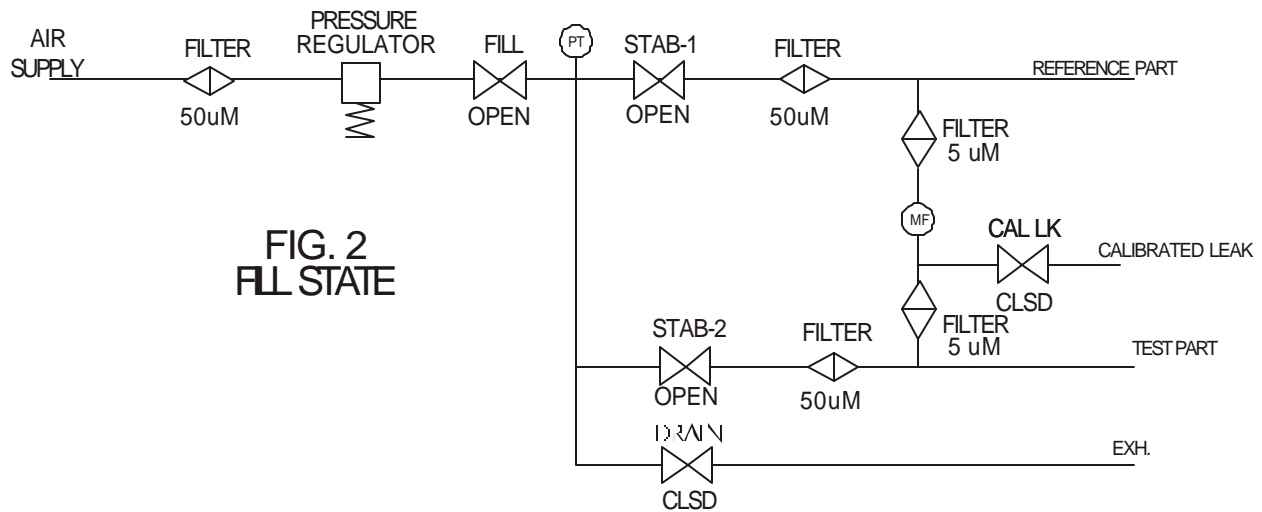 AIR
SUPPLY
FILTER
50uM
PRESSURE
REGULATOR
FILL
OPEN
PT
STAB-1
OPEN
FILTER
50uM
REFERENCE PART
FILTER
5 uM
MF
CAL LK
CLSD
CALIBRATED LEAK
FILTER
5 uM
FIG. 2
FILL STATE
STAB-2
OPEN
FILTER
50uM
TEST PART
DRAIN
CLSD
EXH.